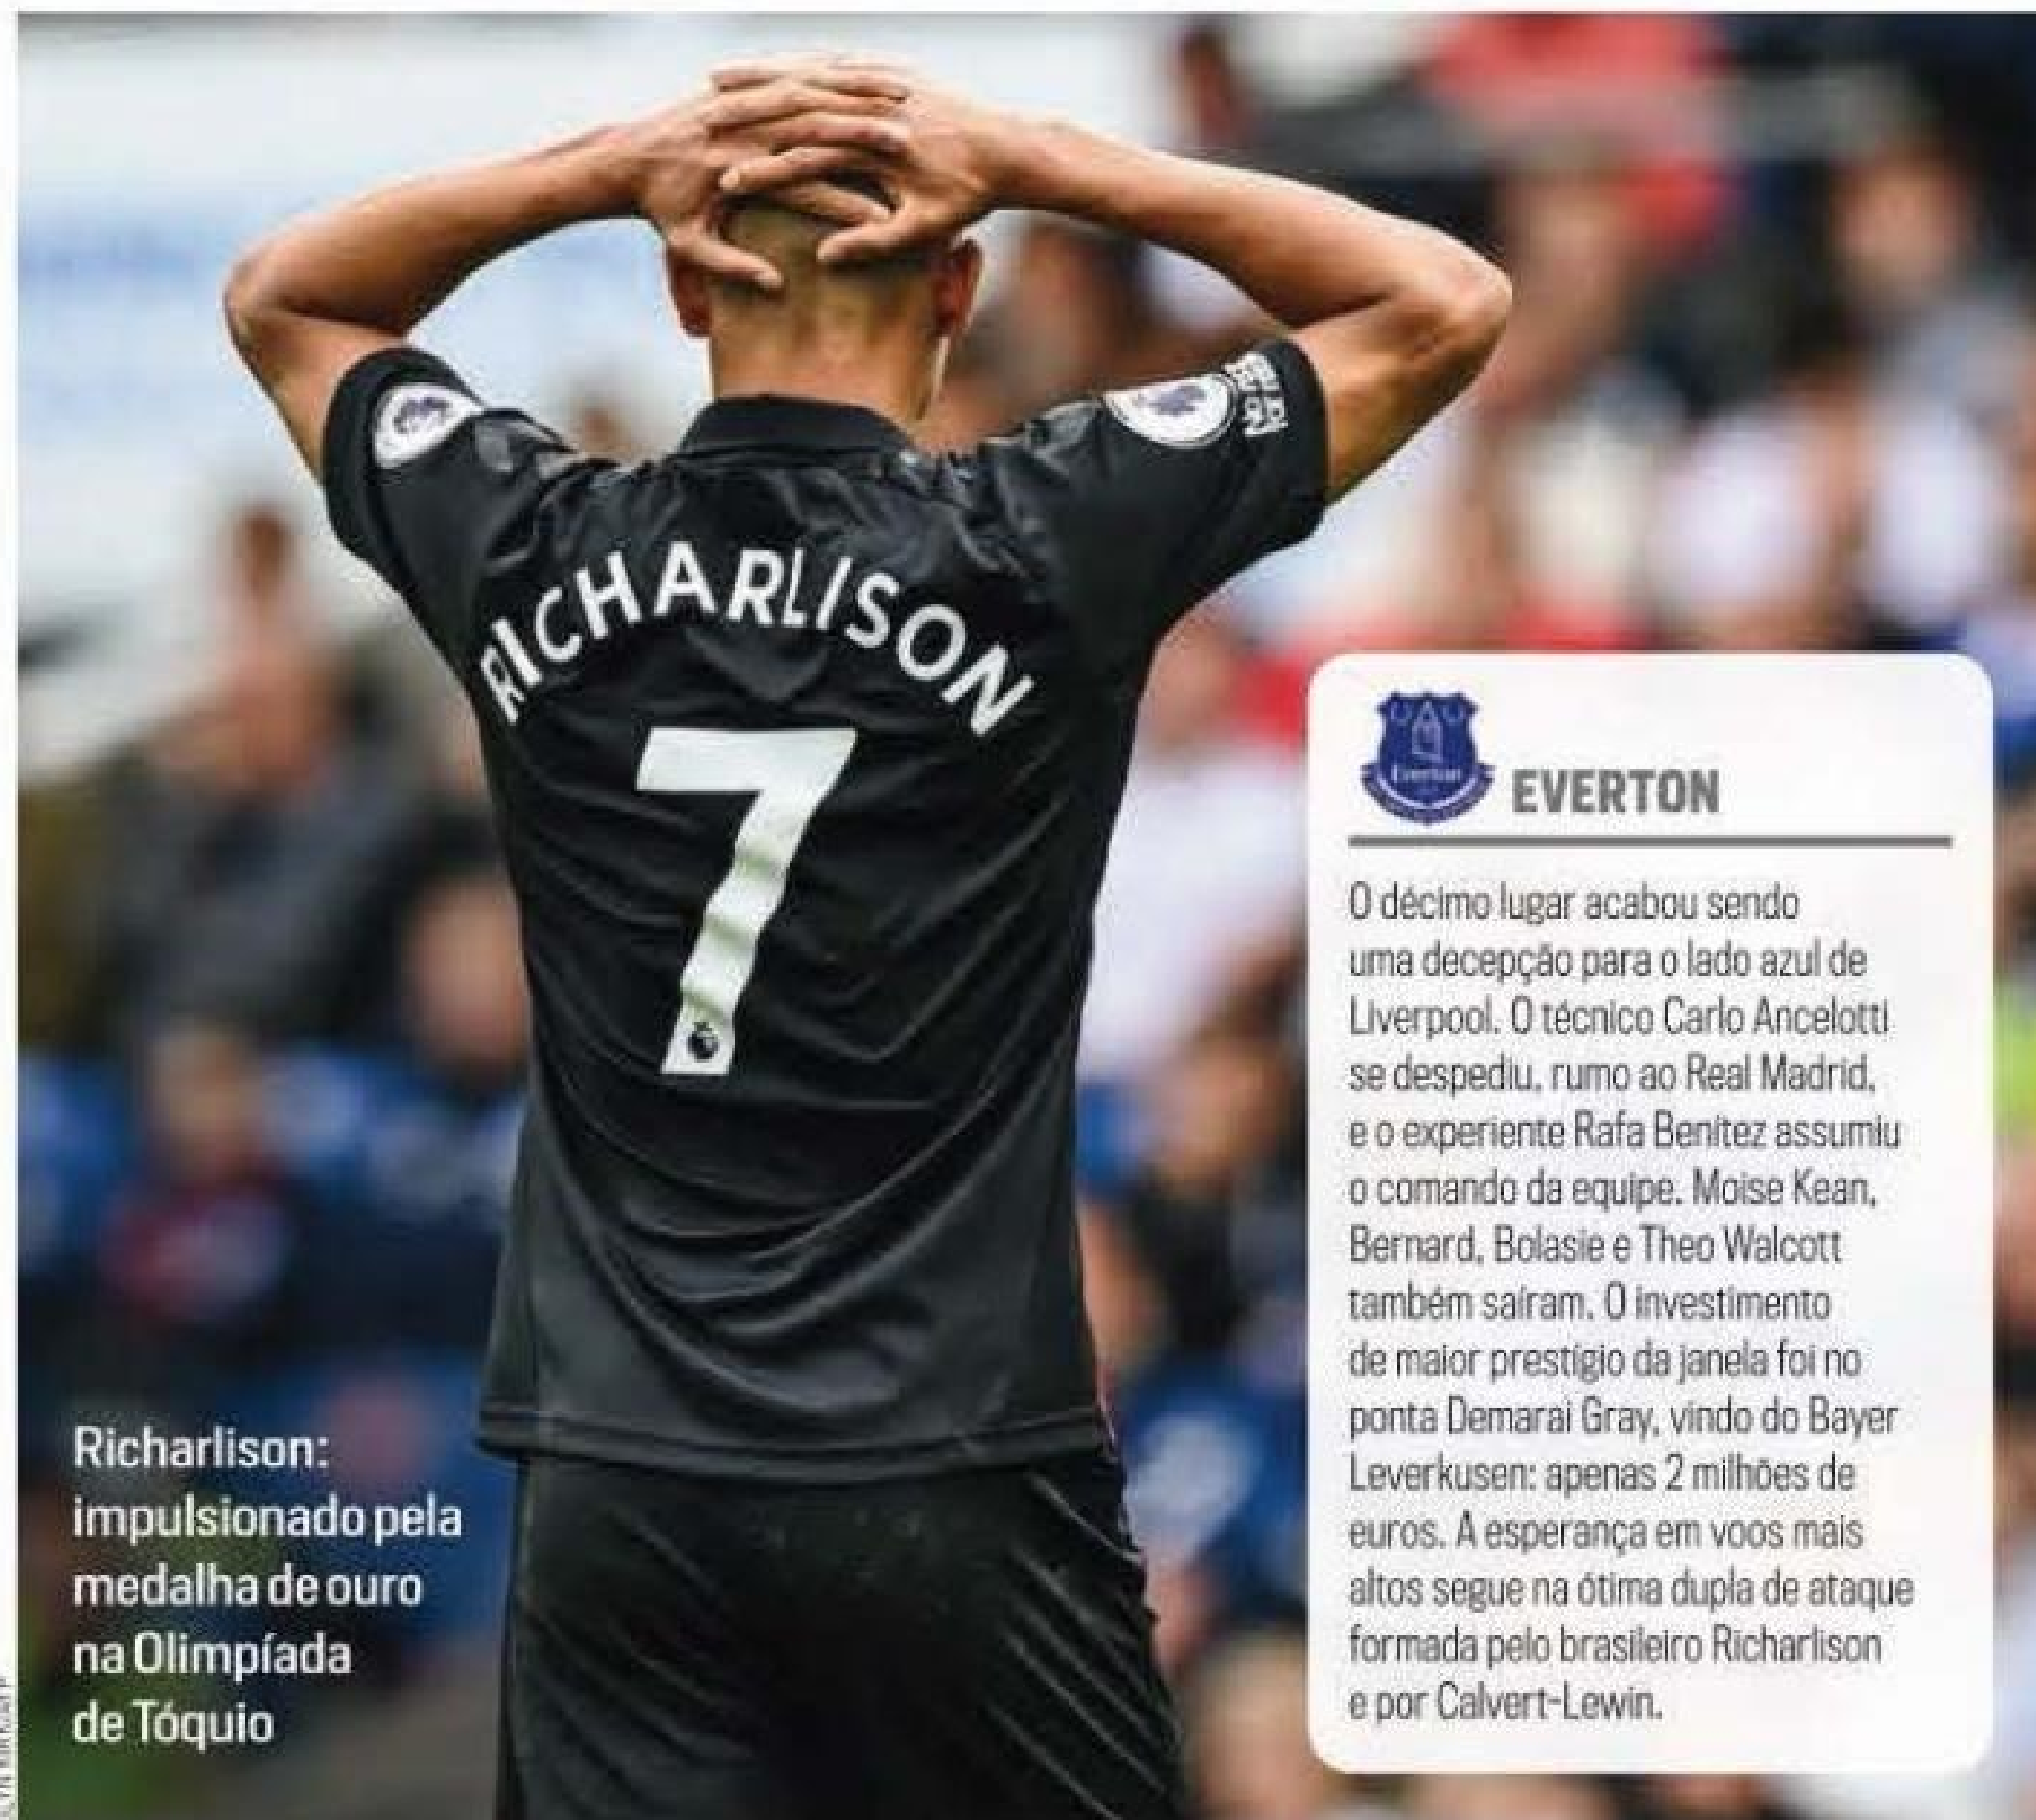 RICHARLISON
7
Everton
EVERTON
O décimo lugar acabou sendo
uma decepção para o lado azul de
Liverpool. O técnico Carlo Ancelotti
se despediu, rumo ao Real Madrid,
e o experiente Rafa Benítez assumiu
o comando da equipe. Moise Kean,
Bernard, Bolasie e Theo Walcott
também saíram. O investimento
de maior prestígio da janela foi no
ponta Demarai Gray, vindo do Bayer
Leverkusen: apenas 2 milhões de
euros. A esperança em voos mais
altos segue na ótima dupla de ataque
formada pelo brasileiro Richarlison
e por Calvert-Lewin.
Richarlison:
impulsionado pela
medalha de ouro
na Olimpíada
de Tóquio